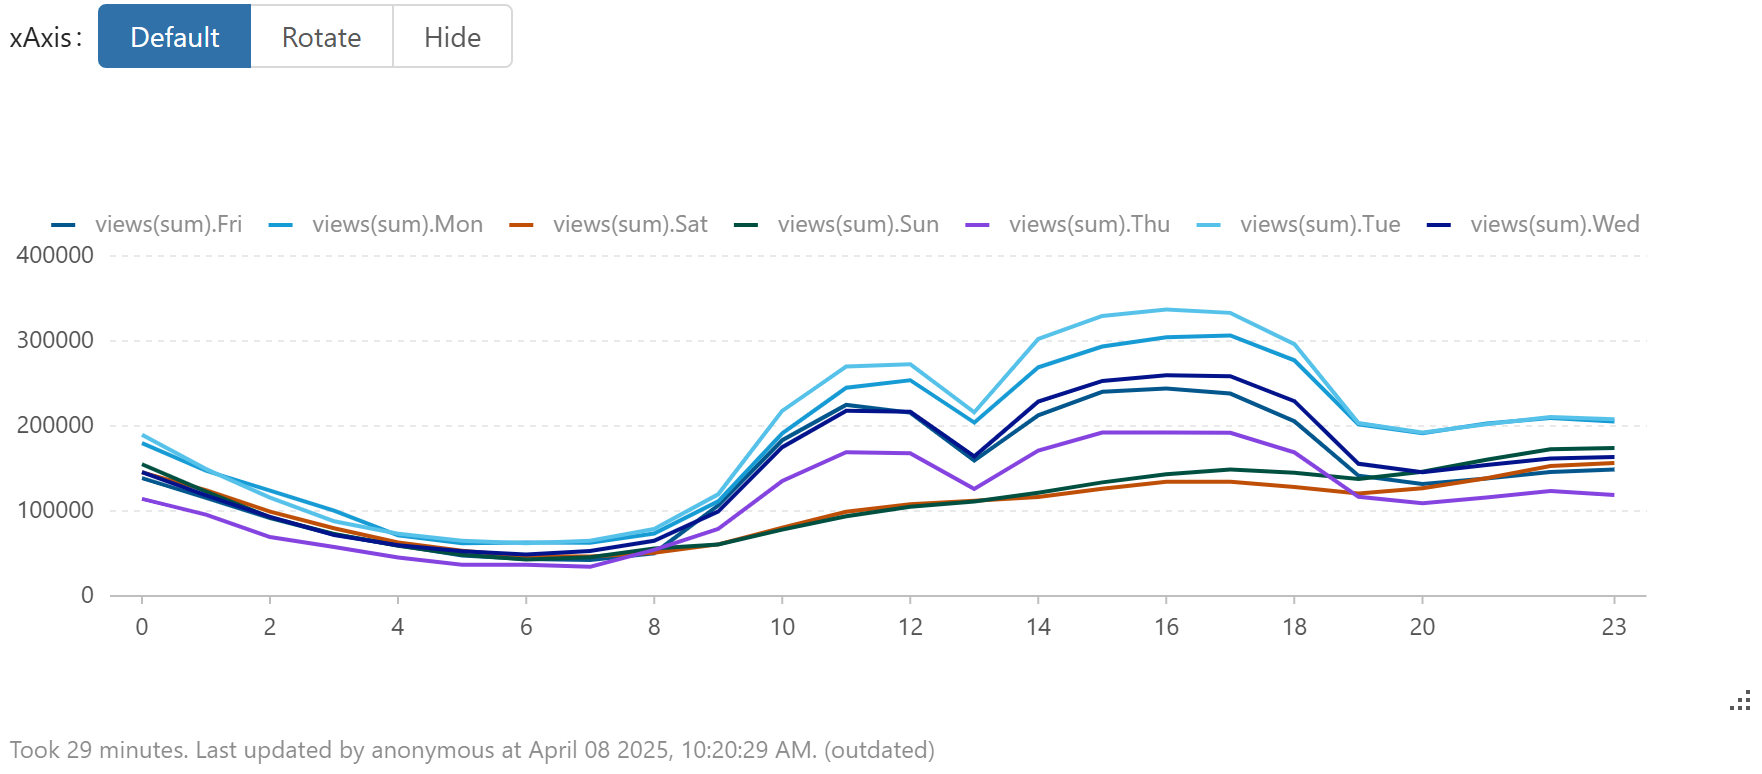 xAxis: Default Rotate Hide
views(sum).Fri views(sum).Mon views(sum).Sat views(sum).Sun views(sum).Thu views(sum).Tue views(sum).Wed
400000
300000
200000
100000
0
0 2 4 6 8 10 12 14 16 18 20 23
Took 29 minutes. Last updated by anonymous at April 08 2025, 10:20:29 AM. (outdated)